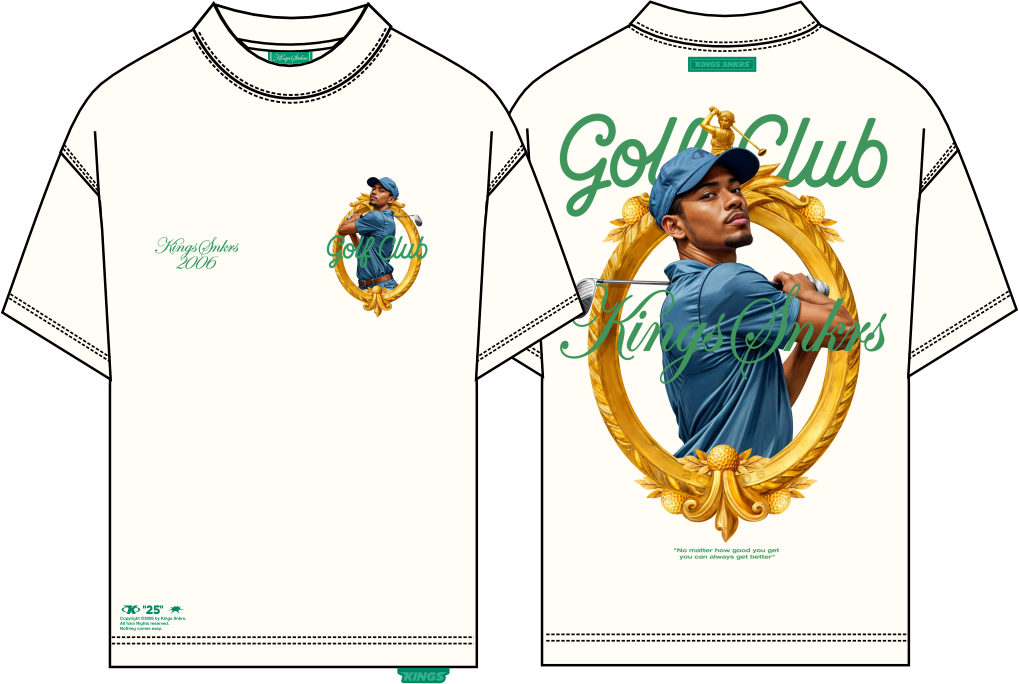 Kings Snkrs
Kings Snkrs
2006
Golf Club
"25"
Copyright ©2006 by Kings Snkrs.
All fckn Rights reserved.
Nothing comes easy.
KINGS
KINGS SNKRS
Golf Club
Kings Snkrs
"No matter how good you get
you can always get better"